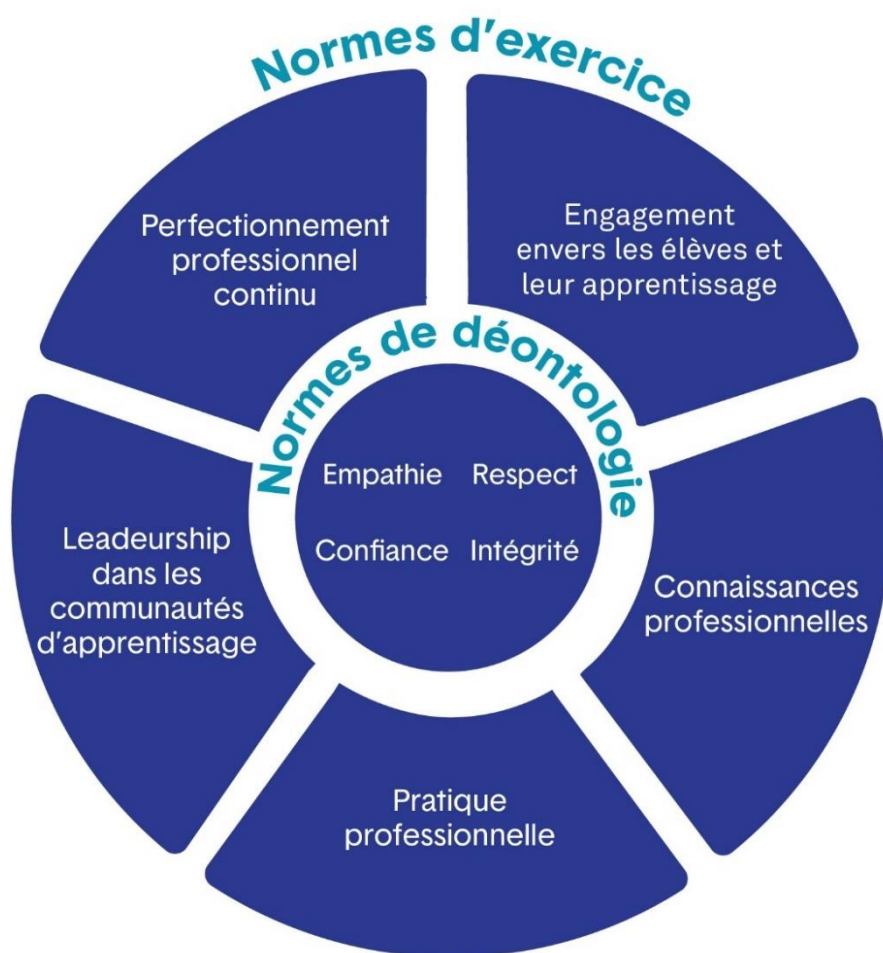 Normes d'exercice
Perfectionnement
professionnel
continu
Engagement
envers les élèves et
leur apprentissage
Normes de déontologie
Empathie Respect
Confiance Intégrité
Leadeurship
dans les
communautés
d'apprentissage
Connaissances
professionnelles
Pratique
professionnelle